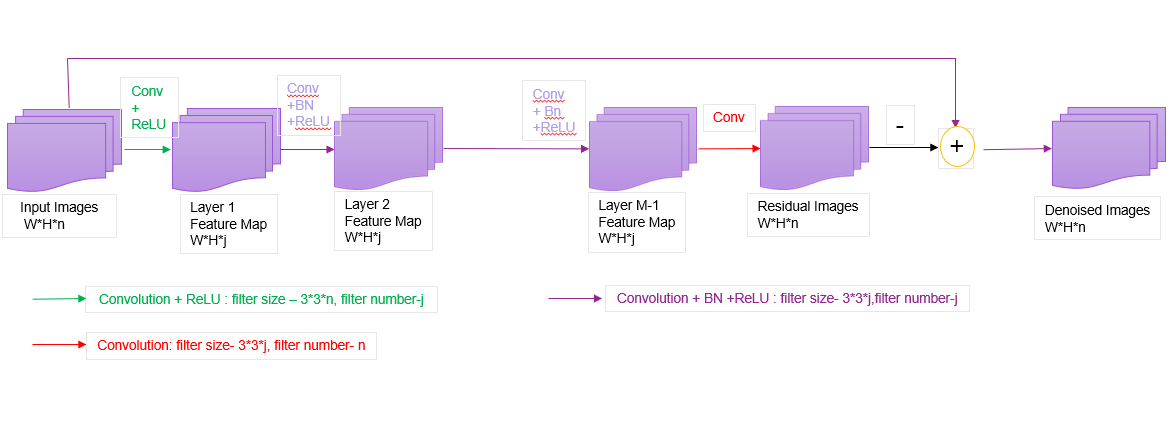 Conv
+
ReLU
Conv
+BN
+ReLU
Conv
+ Bn
+ReLU
Conv
-
+
Input Images
W*H*n
Layer 1
Feature Map
W*H*j
Layer 2
Feature Map
W*H*j
Layer M-1
Feature Map
W*H*j
Residual Images
W*H*n
Denoised Images
W*H*n
Convolution + ReLU : filter size – 3*3*n, filter number-j
Convolution + BN +ReLU : filter size- 3*3*j,filter number-j
Convolution: filter size- 3*3*j, filter number- n